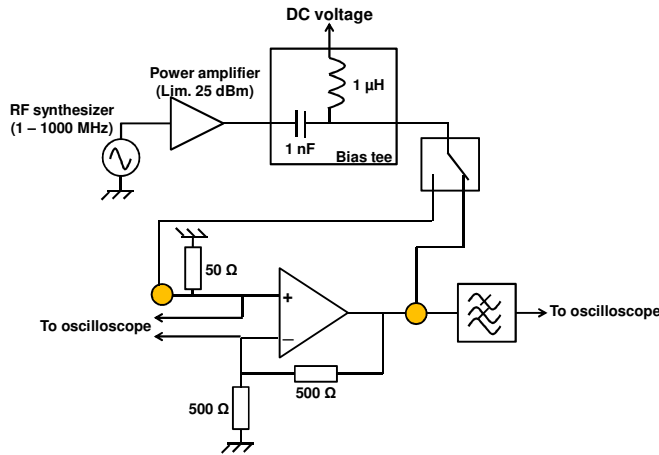 DC voltage
Power amplifier
(Lim. 25 dBm)
1 µH
RF synthesizer
(1 – 1000 MHz)
1 nF
Bias tee
50 Ω
+
To oscilloscope
To oscilloscope
–
500 Ω
500 Ω